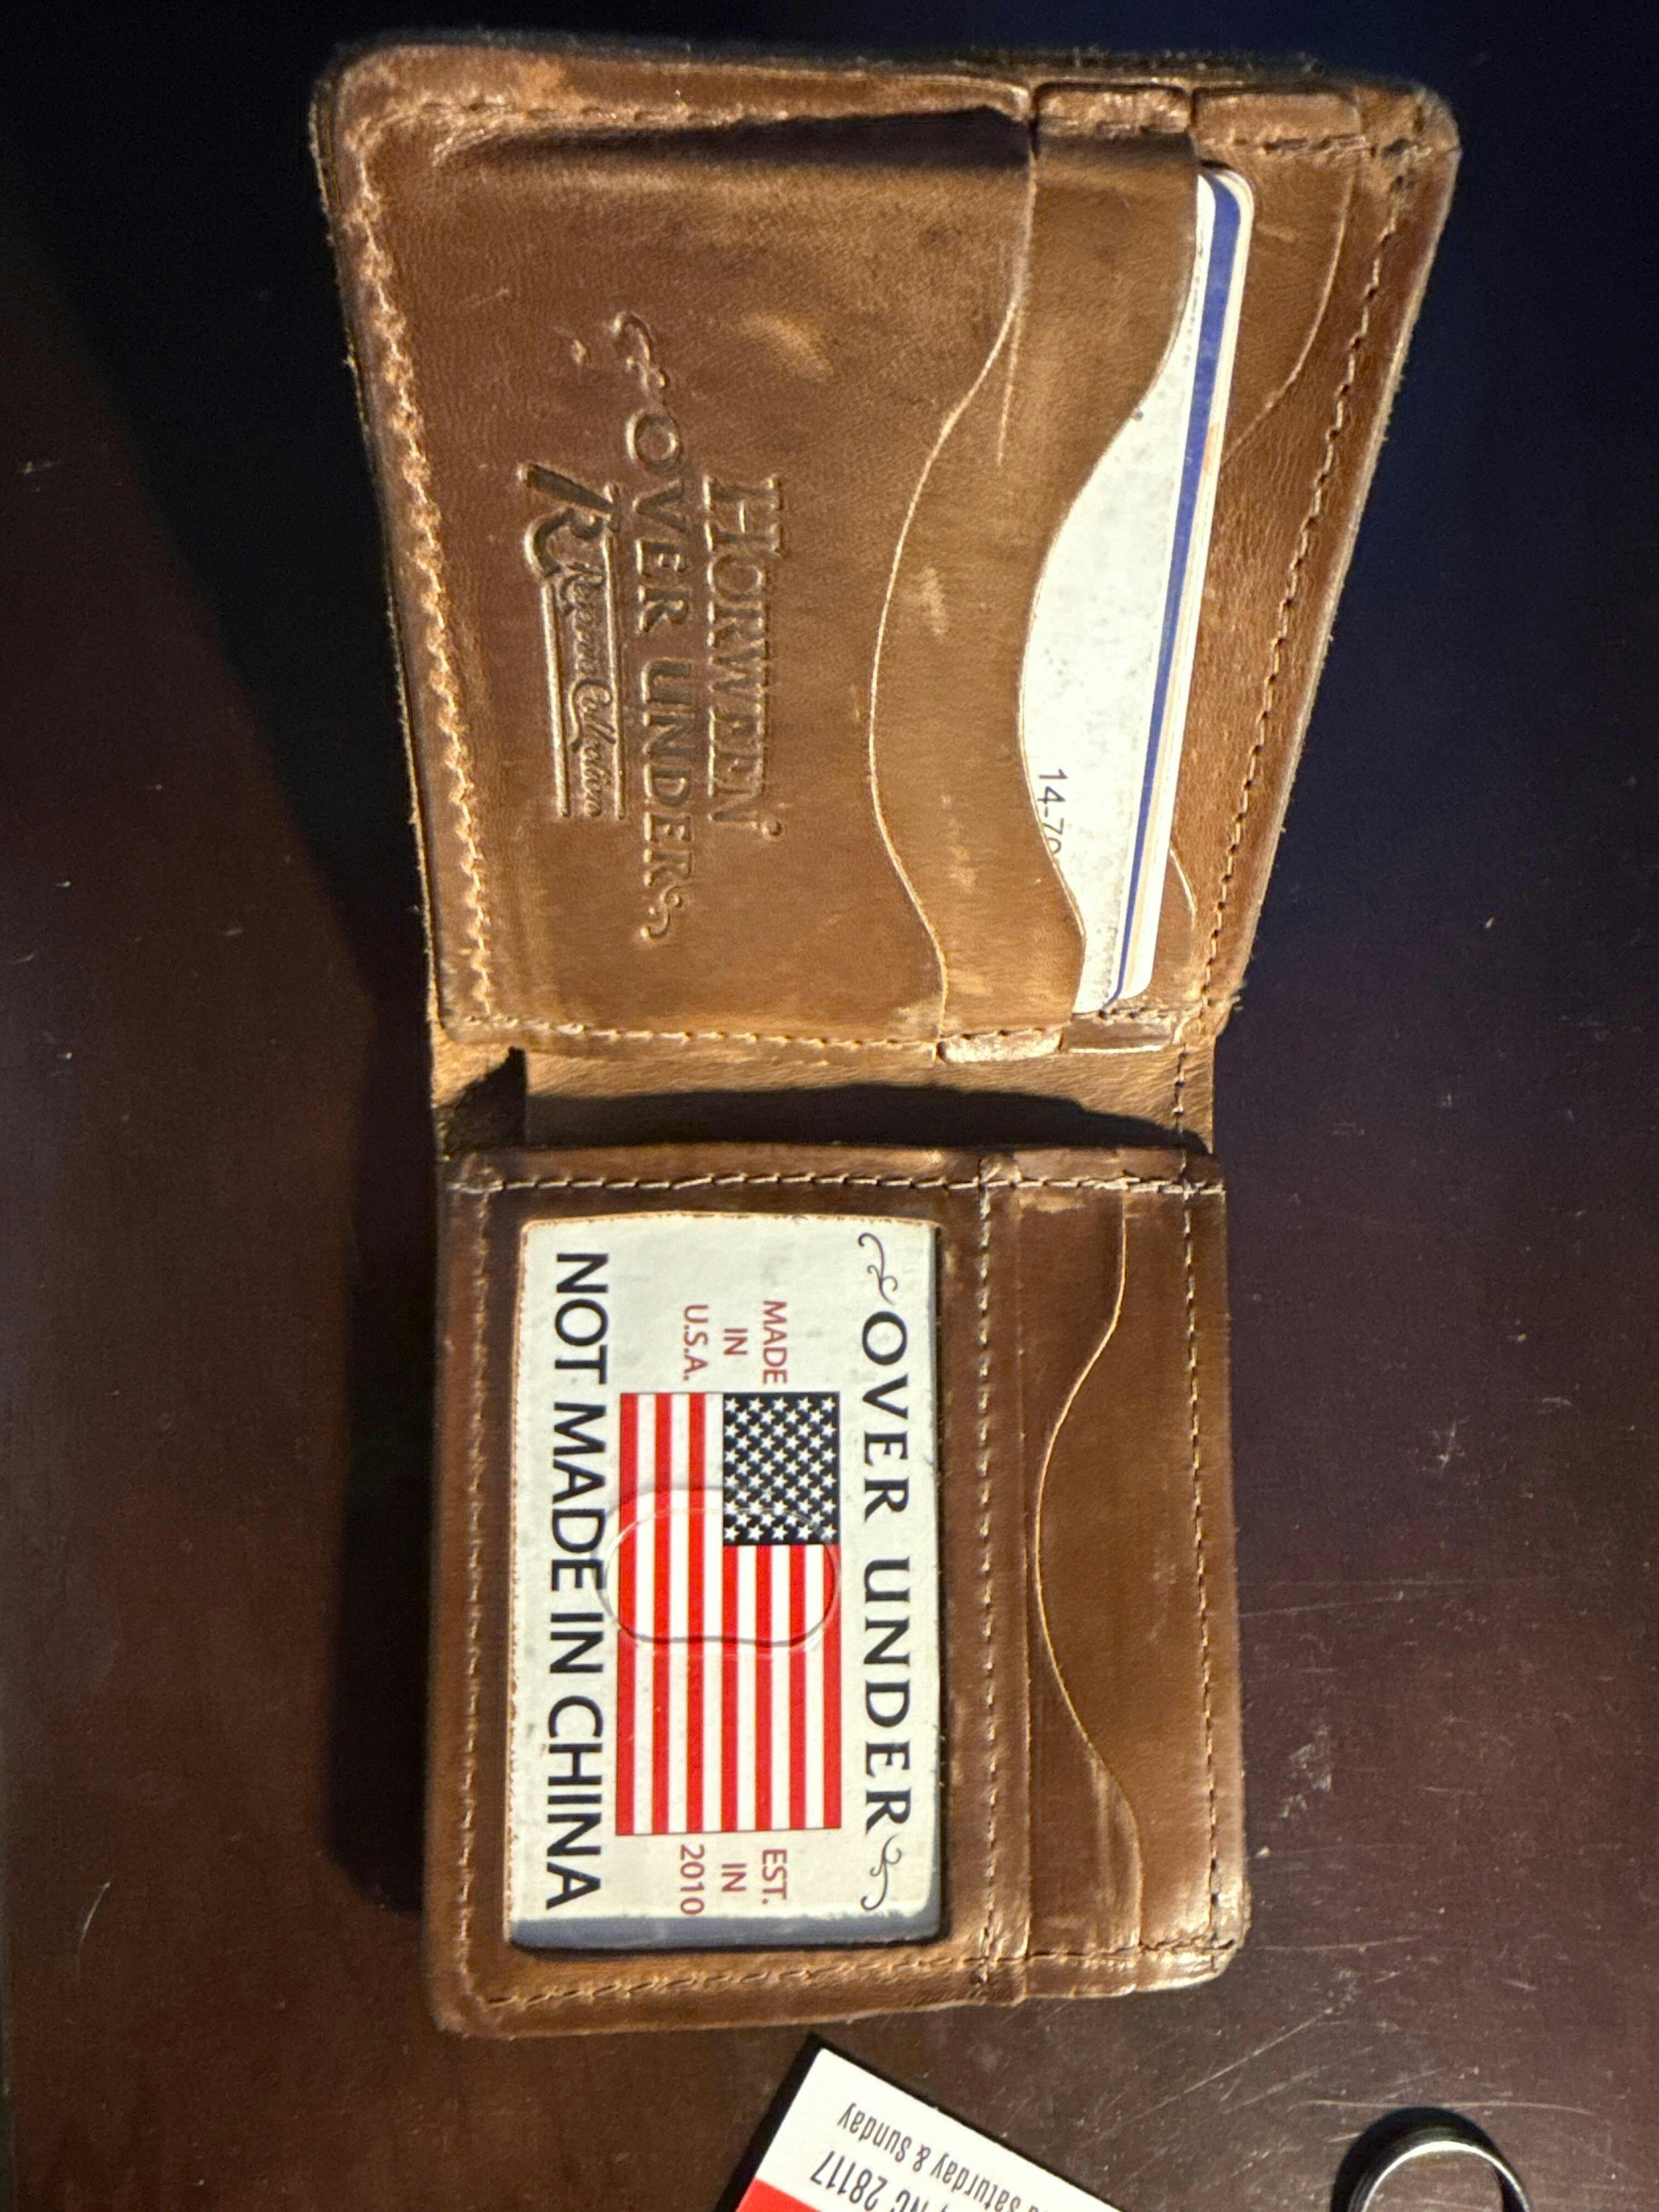 HORWEEN
OVER UNDER
Reserve Collection
14-70
OVER UNDER
MADE
IN
U.S.A.
EST.
IN
2010
NOT MADE IN CHINA
NC 28117
Saturday & Sunday